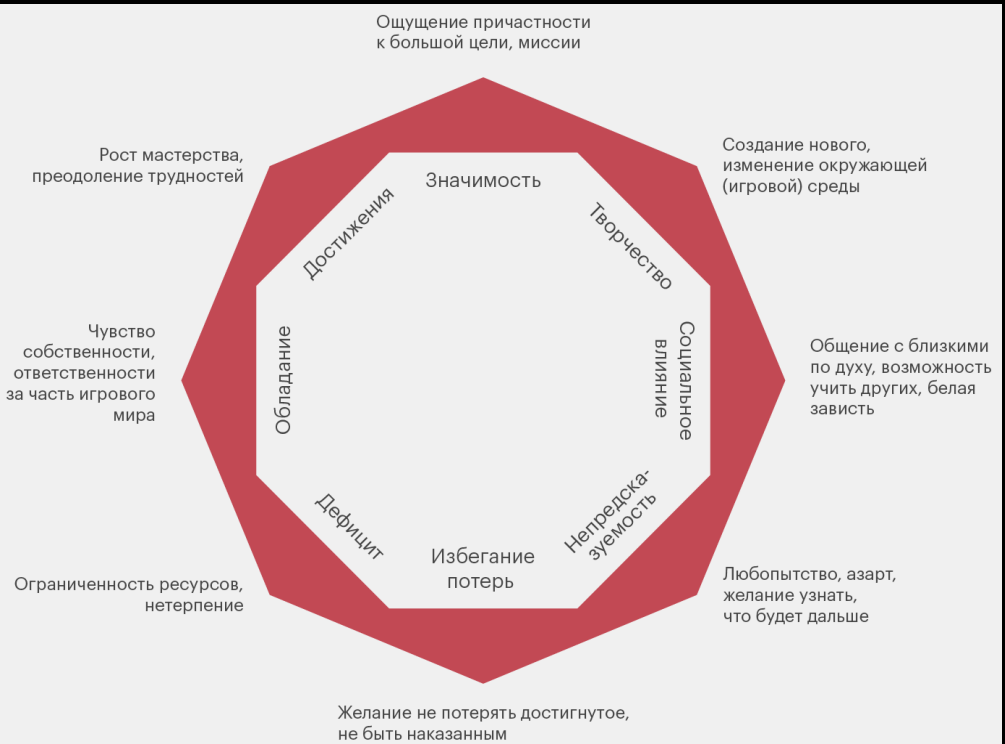 Ощущение причастности
к большой цели, миссии
Рост мастерства,
преодоление трудностей
Создание нового,
изменение окружающей
(игровой) среды
Значимость
Достижения
Творчество
Чувство
собственности,
ответственности
за часть игрового
мира
Обладание
Социальное
влияние
Общение с близкими
по духу, возможность
учить других, белая
зависть
Дефицит
Избегание
потерь
Непредска-
зуемость
Ограниченность ресурсов,
нетерпение
Любопытство, азарт,
желание узнать,
что будет дальше
Желание не потерять достигнутое,
не быть наказанным